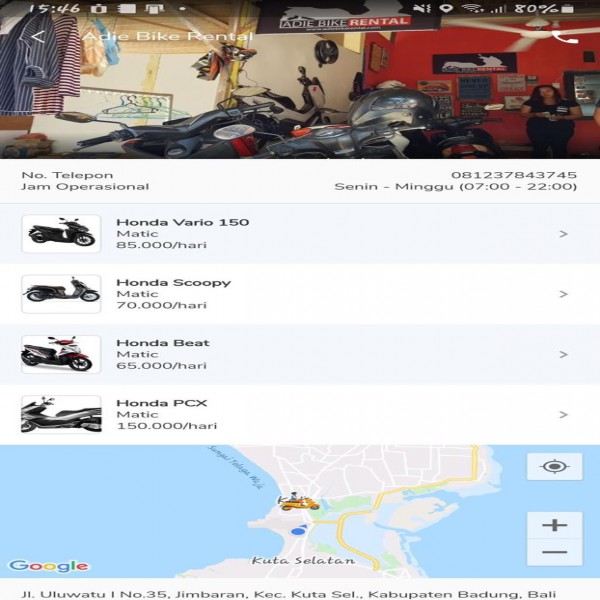 15:46 80%
ADIE BIKE RENTAL
Adie Bike Rental
BIKERENTAL
No. Telepon 081237843745
Jam Operasional Senin - Minggu (07:00 - 22:00)
Honda Vario 150
Matic
85.000/hari
Honda Scoopy
Matic
70.000/hari
Honda Beat
Matic
65.000/hari
Honda PCX
Matic
150.000/hari
Kuta Selatan
Google
Jl. Uluwatu I No.35, Jimbaran, Kec. Kuta Sel., Kabupaten Badung, Bali